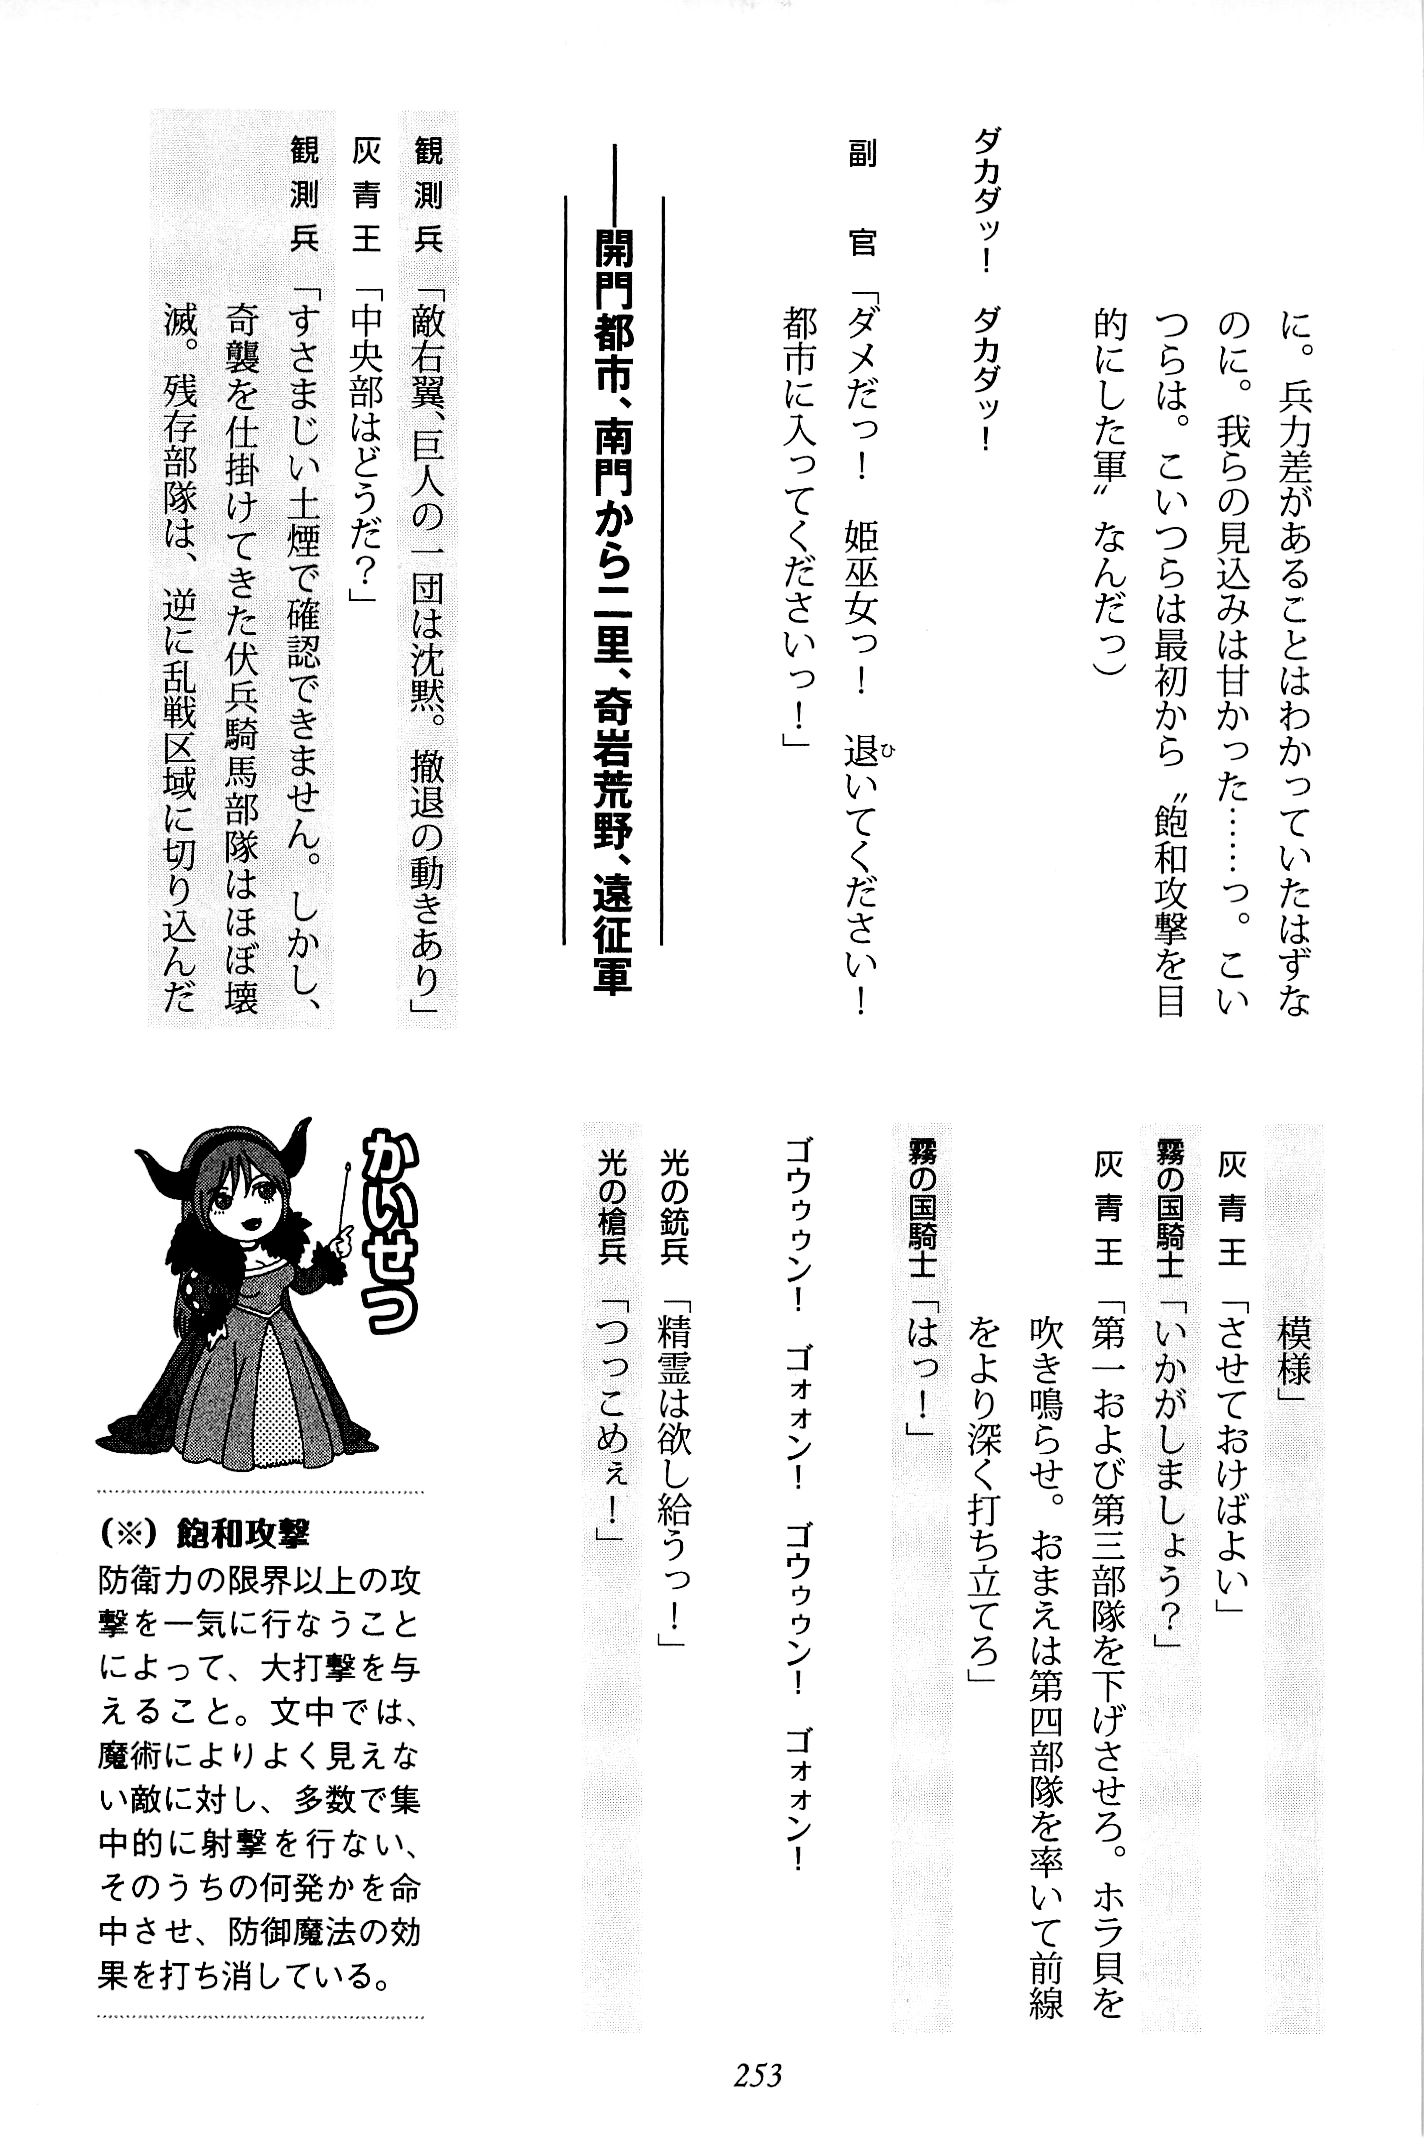 に。兵力差があることはわかっていたはずな
のに。我らの見込みは甘かった……っ。こい
つらは。こいつらは最初から〝飽和攻撃を目
的にした軍〟なんだっ）
ダカダッ！　ダカダッ！
副官「ダメだっ！　姫巫女っ！　退いてください！
ひ
都市に入ってくださいっ！」
――開門都市、南門から二里、奇岩荒野、遠征軍
観測兵「敵右翼、巨人の一団は沈黙。撤退の動きあり」
灰青王「中央部はどうだ？」
観測兵「すさまじい土煙で確認できません。しかし、
奇襲を仕掛けてきた伏兵騎馬部隊はほぼ壊
滅。残存部隊は、逆に乱戦区域に切り込んだ
模様」
灰青王「させておけばよい」
霧の国騎士「いかがしましょう？」
灰青王「第一および第三部隊を下げさせろ。ホラ貝を
吹き鳴らせ。おまえは第四部隊を率いて前線
をより深く打ち立てろ」
霧の国騎士「はっ！」
ゴウゥゥン！　ゴォォン！　ゴウゥゥン！　ゴォォン！
光の銃兵「精霊は欲し給うっ！」
光の槍兵「つっこめぇ！」
かいせつ
（※）飽和攻撃
防衛力の限界以上の攻
撃を一気に行なうこと
によって、大打撃を与
えること。文中では、
魔術によりよく見えな
い敵に対し、多数で集
中的に射撃を行ない、
そのうちの何発かを命
中させ、防御魔法の効
果を打ち消している。
253